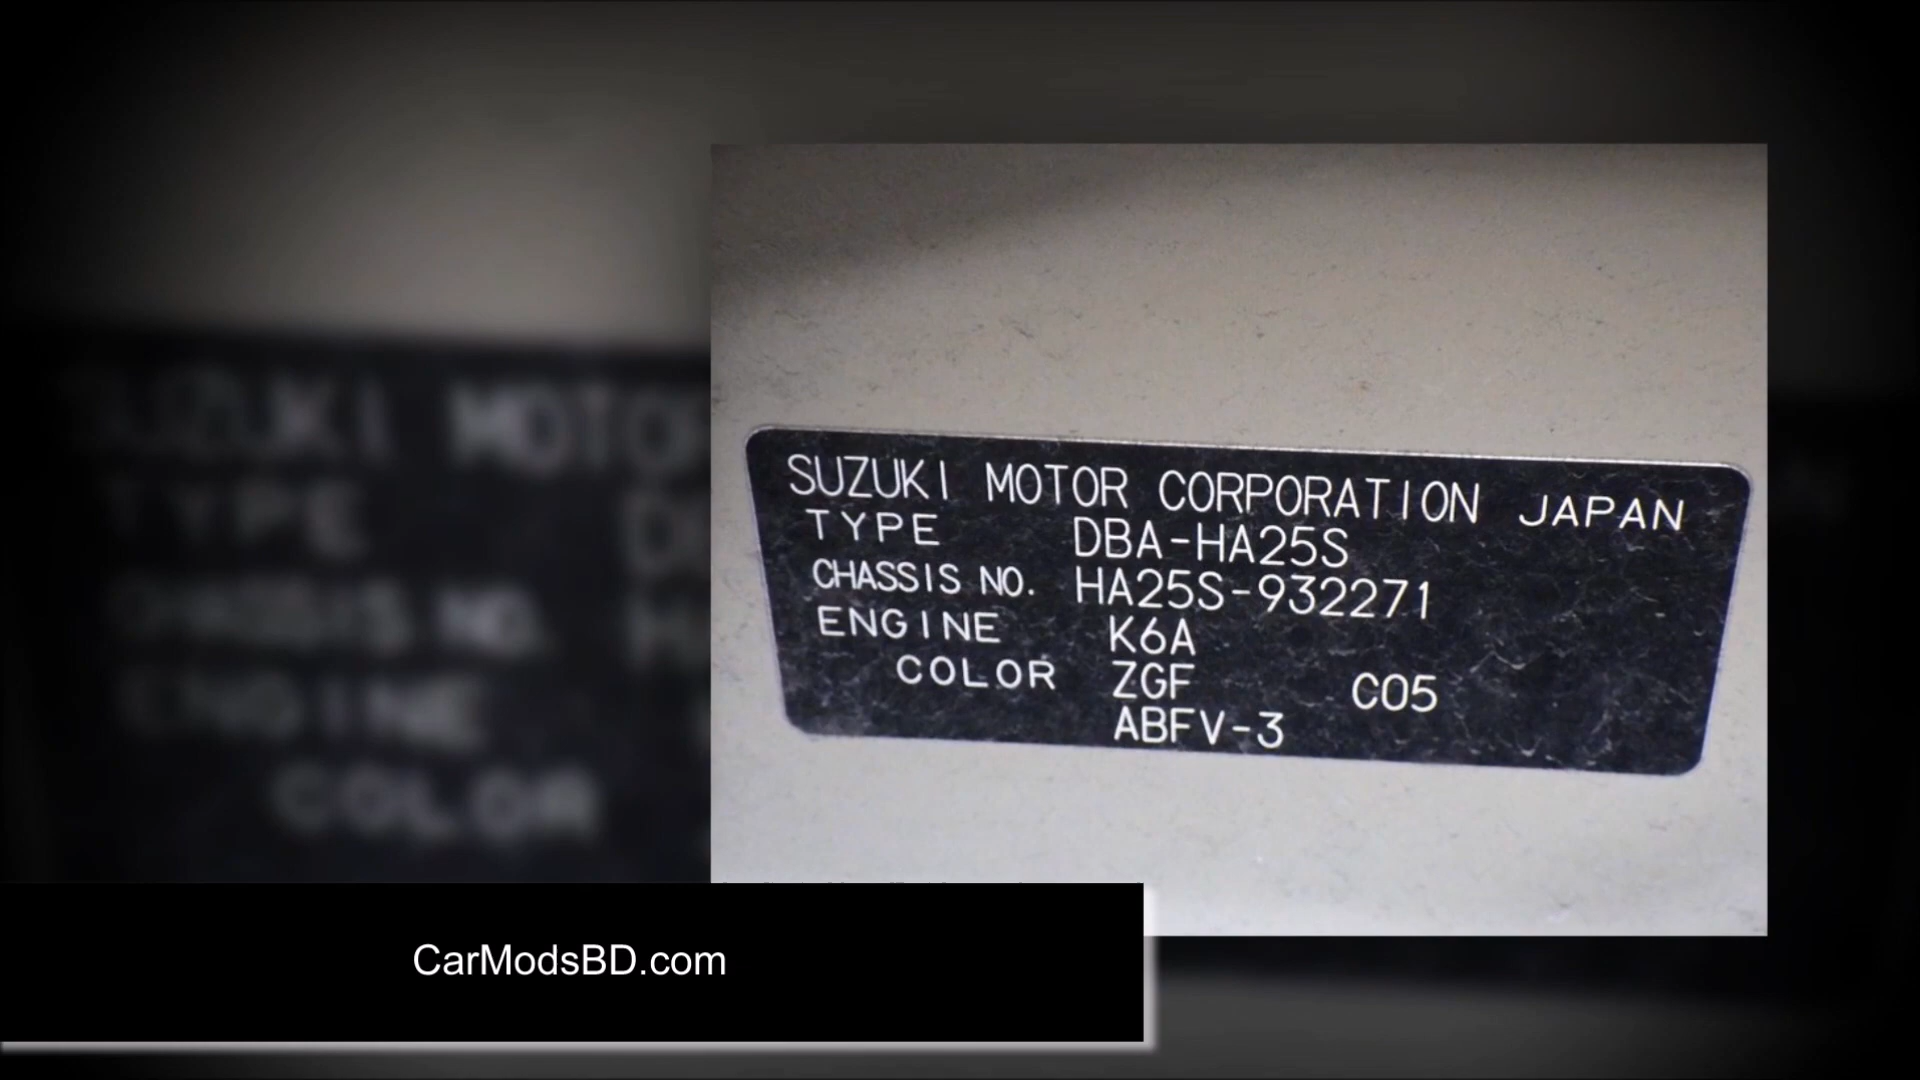 SUZUKI MOTOR CORPORATION JAPAN
TYPE DBA-HA25S
CHASSIS NO. HA25S-932271
ENGINE K6A
COLOR ZGF C05
ABFV-3
CarModsBD.com